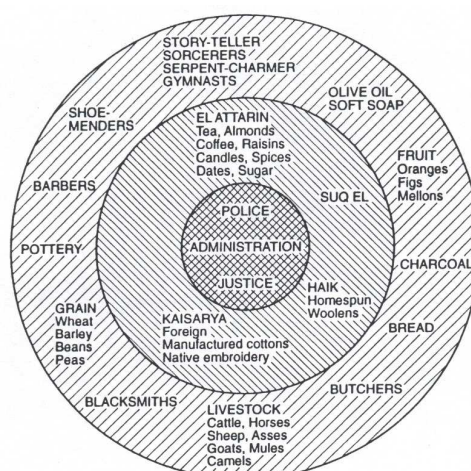 STORY-TELLER
SORCERERS
SERPENT-CHARMER
GYMNASTS
OLIVE OIL
SOFT SOAP
SHOE-
MENDERS
EL ATTARIN
Tea, Almonds
Coffee, Raisins
Candles, Spices
Dates, Sugar
FRUIT
Oranges
Figs
Mellons
BARBERS
SUQ EL
POLICE
POTTERY
ADMINISTRATION
CHARCOAL
JUSTICE
HAIK
Homespun
Woolens
GRAIN
Wheat
Barley
Beans
Peas
KAISARYA
Foreign
Manufactured cottons
Native embroidery
BREAD
BUTCHERS
BLACKSMITHS
LIVESTOCK
Cattle, Horses
Sheep, Asses
Goats, Mules
Camels